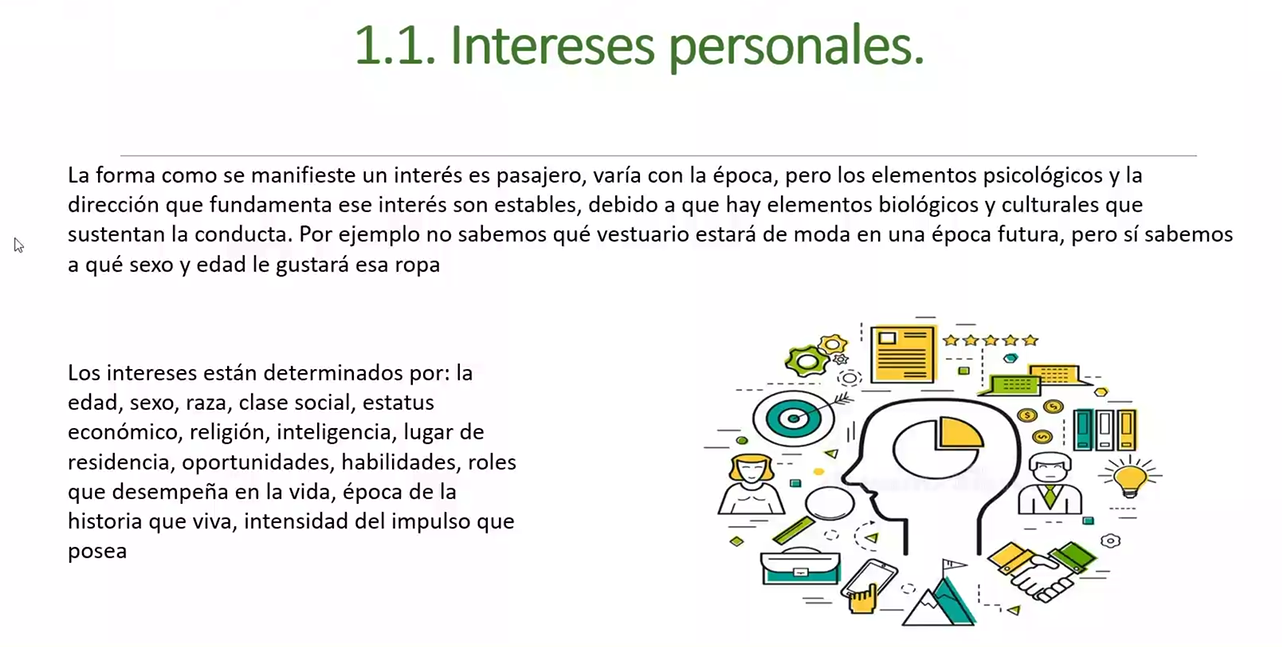 1.1. Intereses personales.
La forma como se manifieste un interés es pasajero, varía con la época, pero los elementos psicológicos y la
dirección que fundamenta ese interés son estables, debido a que hay elementos biológicos y culturales que
sustentan la conducta. Por ejemplo no sabemos qué vestuario estará de moda en una época futura, pero sí sabemos
a qué sexo y edad le gustará esa ropa
Los intereses están determinados por: la
edad, sexo, raza, clase social, estatus
económico, religión, inteligencia, lugar de
residencia, oportunidades, habilidades, roles
que desempeña en la vida, época de la
historia que viva, intensidad del impulso que
posea